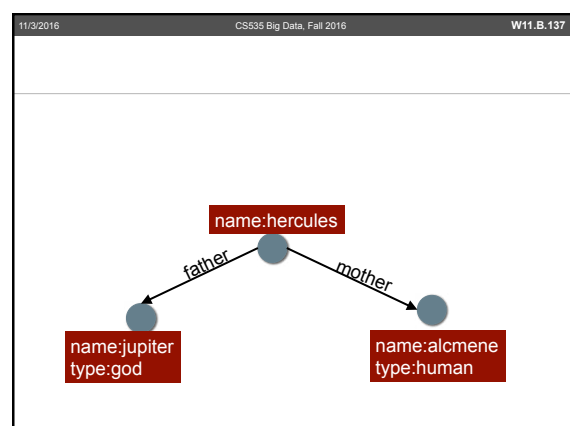 11/3/2016 CS535 Big Data, Fall 2016 W11.B.137
name:hercules
father
mother
name:jupiter
type:god
name:alcmene
type:human